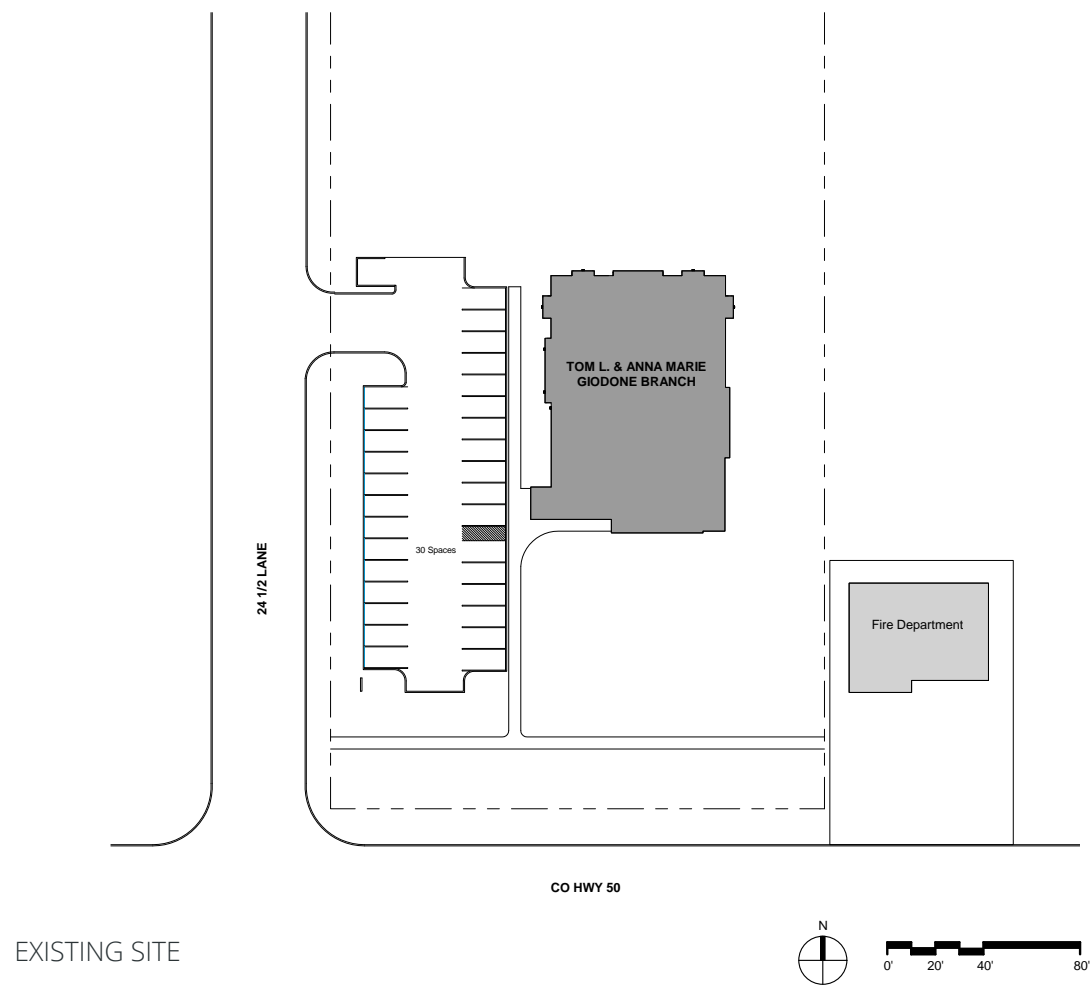 TOM L. & ANNA MARIE
GIODONE BRANCH
30 Spaces
24 1/2 LANE
Fire Department
CO HWY 50
EXISTING SITE
N
0' 20' 40' 80'